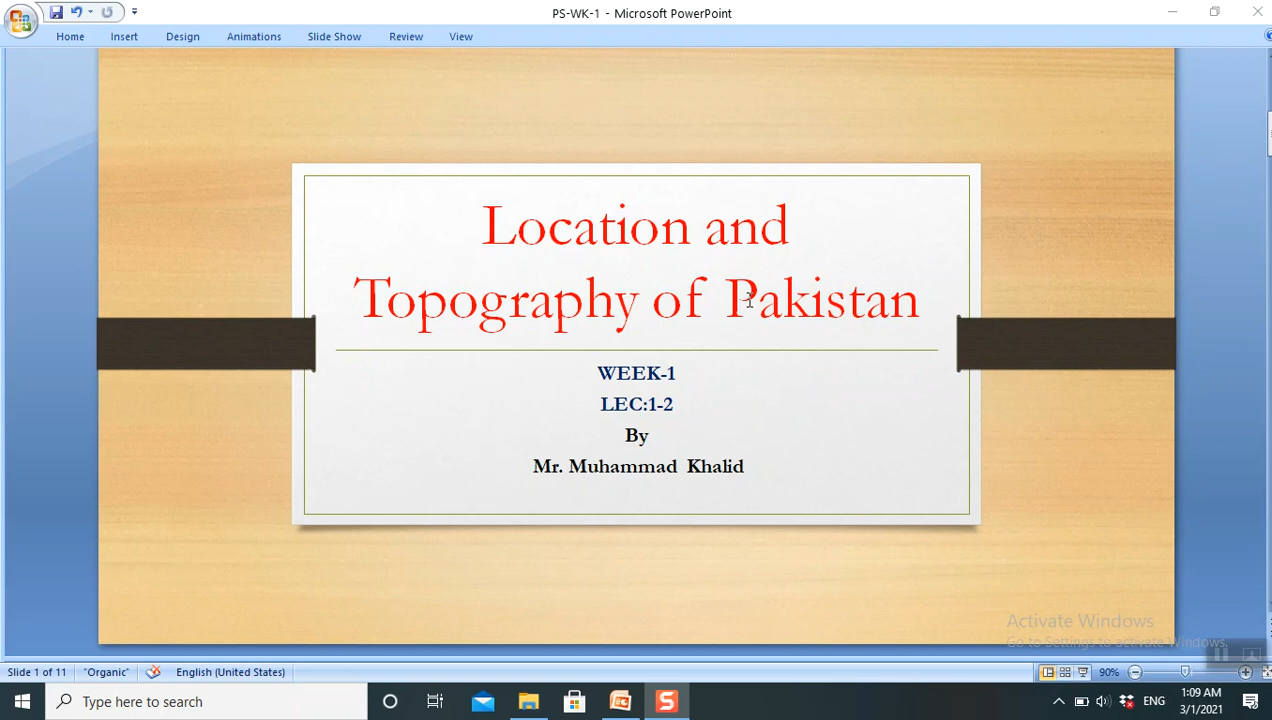 PS-WK-1 - Microsoft PowerPoint
Home Insert Design Animations Slide Show Review View
Location and
Topography of Pakistan
WEEK-1
LEC:1-2
By
Mr. Muhammad Khalid
Activate Windows
Go to Settings to activate Windows.
Slide 1 of 11 "Organic" English (United States) 90%
Type here to search
ENG
1:09 AM
3/1/2021